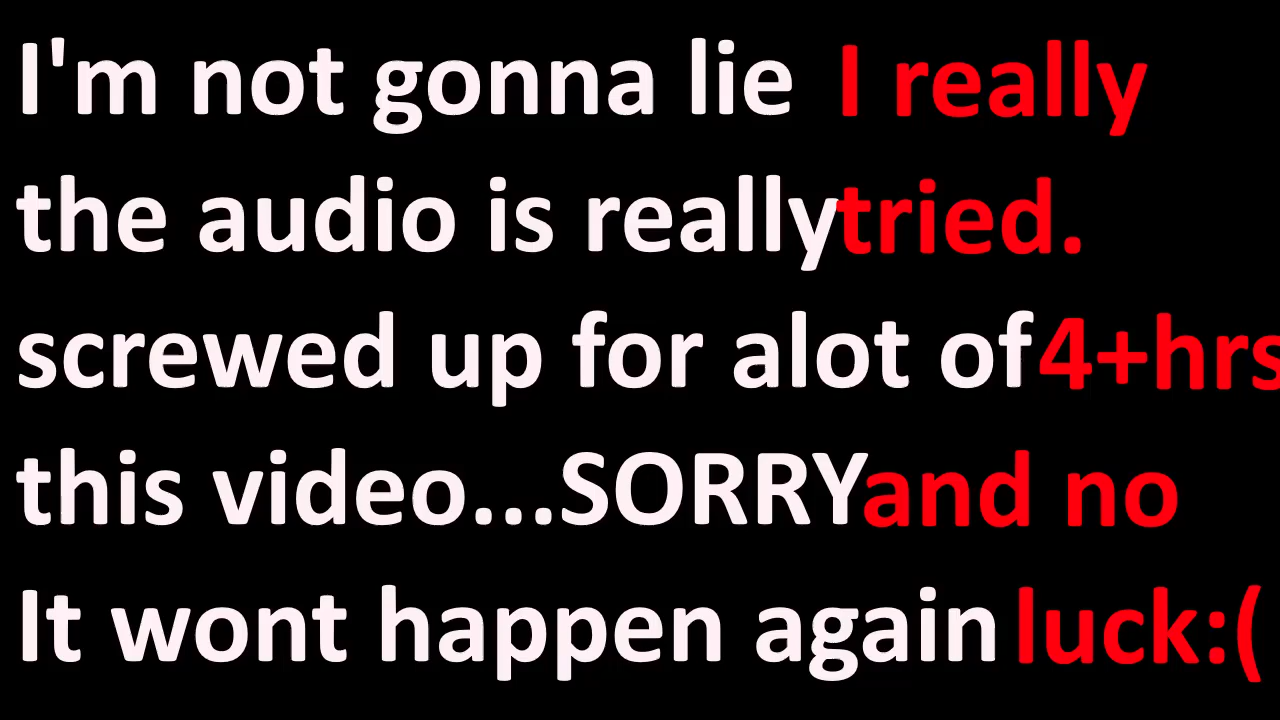 I'm not gonna lie
the audio is really
screwed up for alot of
this video...SORRY
It wont happen again
I really
tried.
4+hrs
and no
luck:(